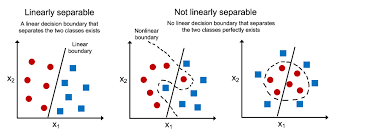 Linearly separable
A linear decision boundary that
separates the two classes exists
Linear
boundary
X2
X1
Not linearly separable
No linear decision boundary that separates
the two classes perfectly exists
Nonlinear
boundary
X2
X1
X2